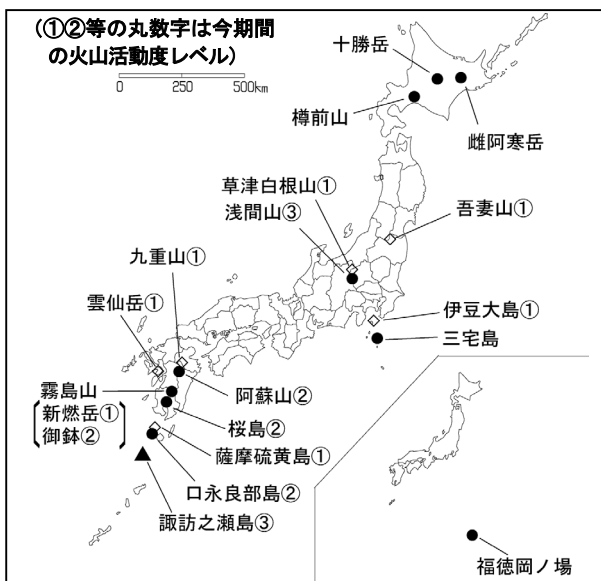 (①②等の丸数字は今期間
の火山活動度レベル)
0 250 500km
十勝岳
樽前山
雌阿寒岳
草津白根山①
浅間山③
吾妻山①
九重山①
雲仙岳①
伊豆大島①
三宅島
霧島山
新燃岳①
御鉢②
阿蘇山②
桜島②
薩摩硫黄島①
口永良部島②
諏訪之瀬島③
福徳岡ノ場